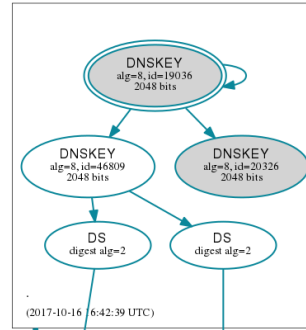 DNSKEY
alg=8, id=19036
2048 bits
DNSKEY
alg=8, id=46809
2048 bits
DNSKEY
alg=8, id=20326
2048 bits
DS
digest alg=2
DS
digest alg=2
.
(2017-10-16 16:42:39 UTC)